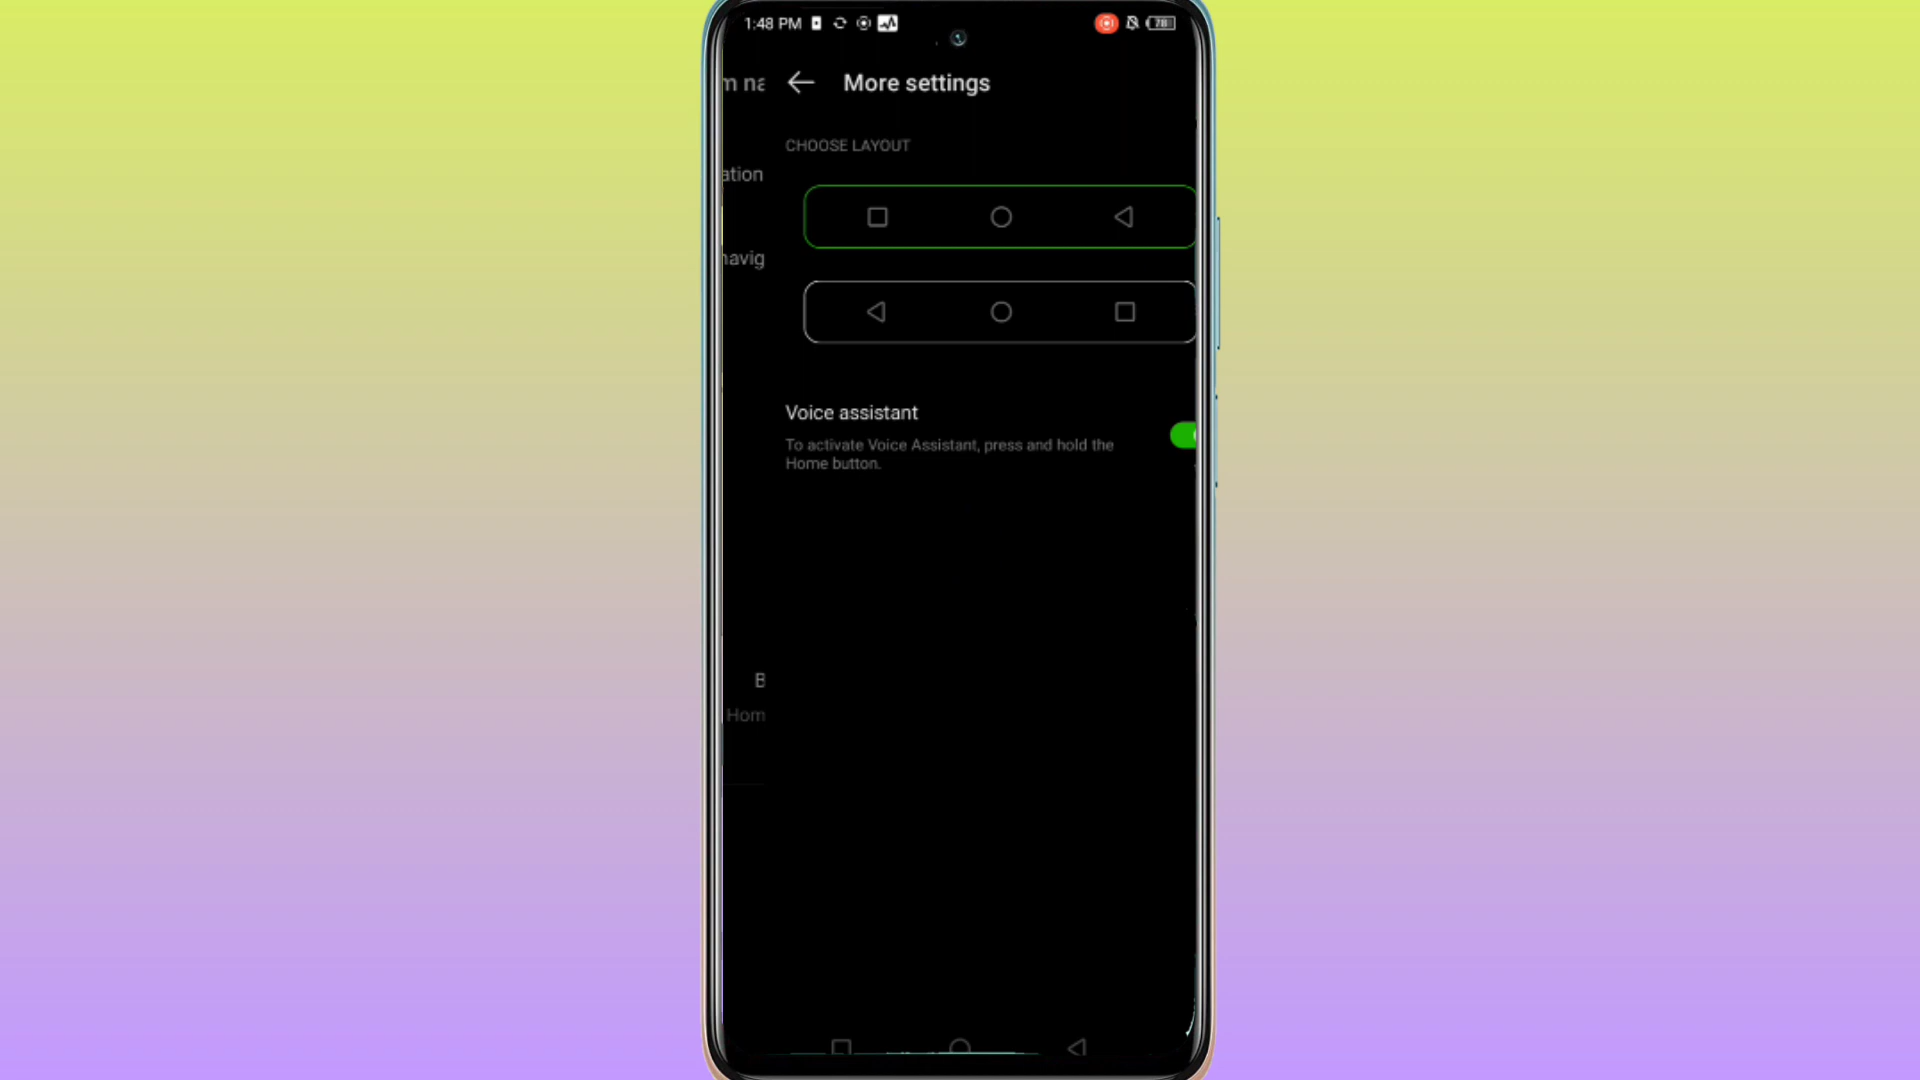 1:48 PM
m na
More settings
CHOOSE LAYOUT
ation
navig
Voice assistant
To activate Voice Assistant, press and hold the
Home button.
B
Hom